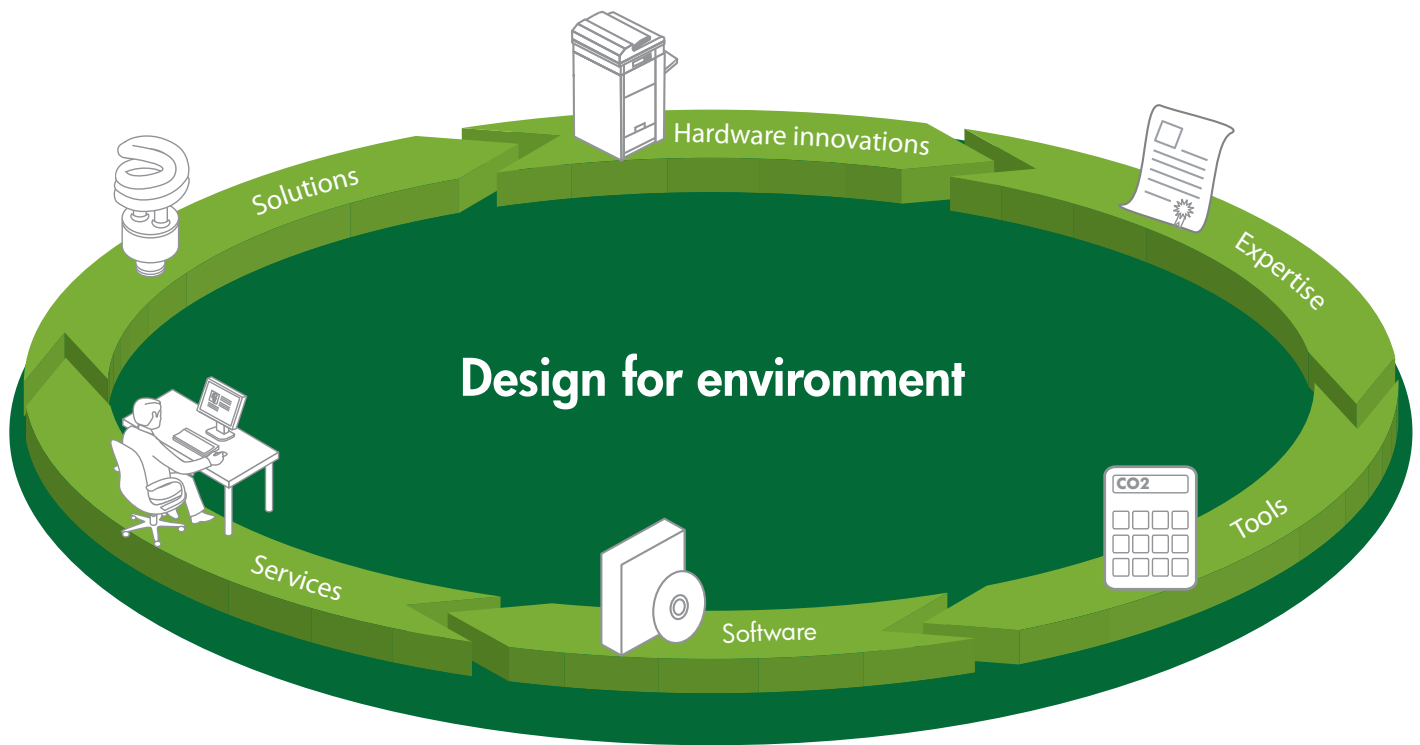 Hardware innovations
Solutions
Expertise
Design for environment
CO2
Tools
Services
Software